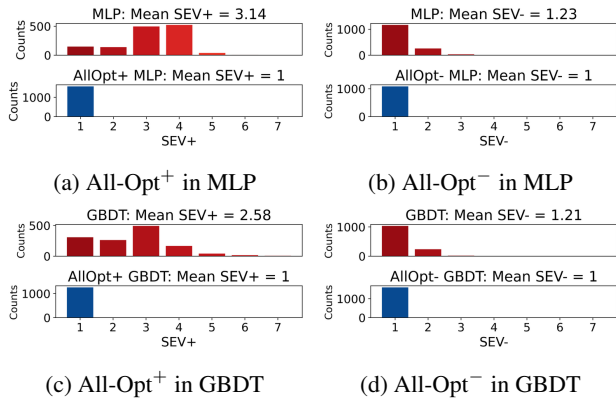 MLP: Mean SEV+ = 3.14
Counts
500
0
AllOpt+ MLP: Mean SEV+ = 1
Counts
1000
0
1 2 3 4 5 6 7
SEV+
(a) All-Opt⁺ in MLP
MLP: Mean SEV- = 1.23
Counts
1000
0
AllOpt- MLP: Mean SEV- = 1
Counts
1000
0
1 2 3 4 5 6 7
SEV-
(b) All-Opt⁻ in MLP
GBDT: Mean SEV+ = 2.58
Counts
500
0
AllOpt+ GBDT: Mean SEV+ = 1
Counts
1000
0
1 2 3 4 5 6 7
SEV+
(c) All-Opt⁺ in GBDT
GBDT: Mean SEV- = 1.21
Counts
1000
0
AllOpt- GBDT: Mean SEV- = 1
Counts
1000
0
1 2 3 4 5 6 7
SEV-
(d) All-Opt⁻ in GBDT